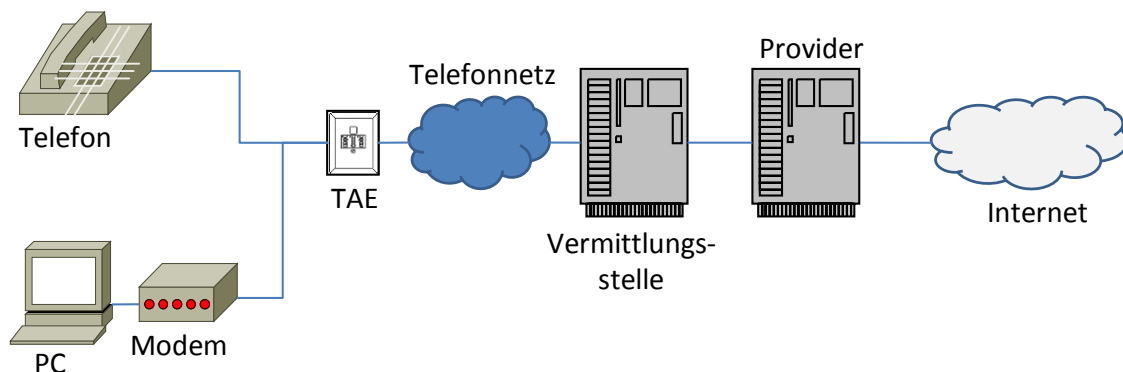 Provider
Telefonnetz
Telefon
TAE
Internet
Vermittlungs-
stelle
Modem
PC